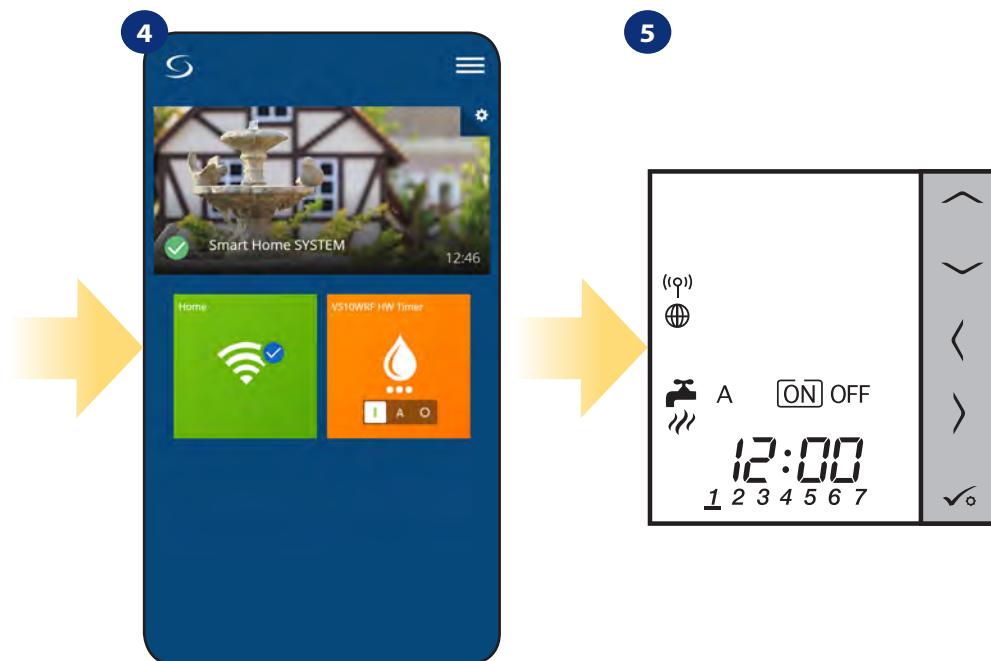 4
5
Smart Home SYSTEM
12:46
Home
VS10WRF HW Timer
I A O
A ON OFF
12:00
1 2 3 4 5 6 7